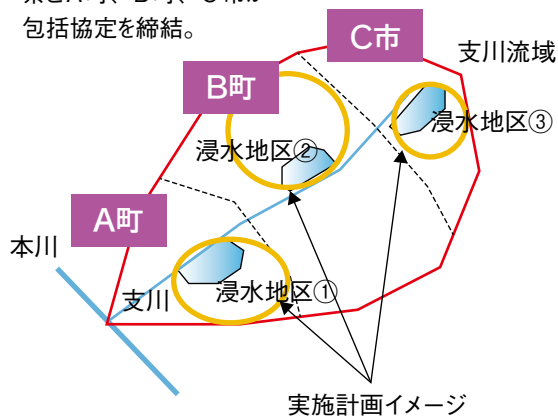 包括協定を締結。
C市
支川流域
B町
浸水地区③
浸水地区②
A町
本川
支川
浸水地区①
実施計画イメージ